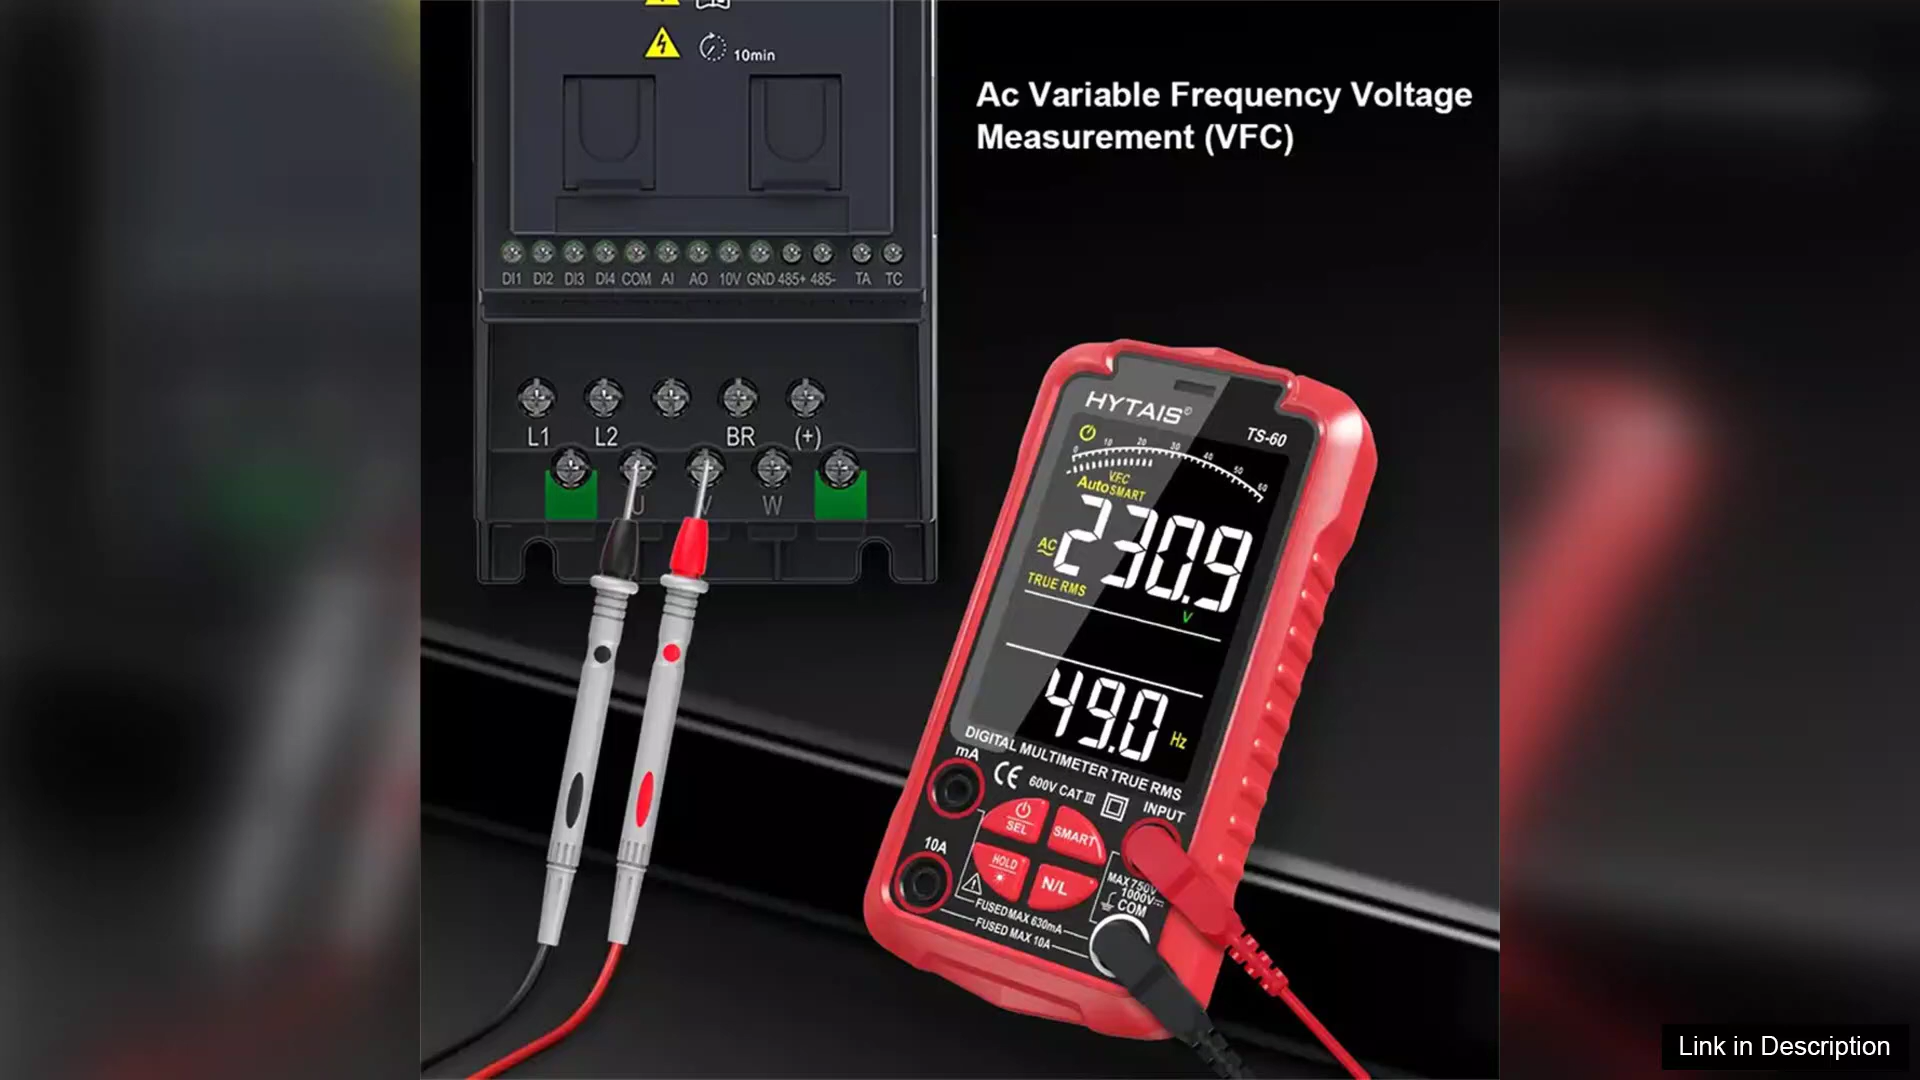 10min
Ac Variable Frequency Voltage
Measurement (VFC)
DI1 DI2 DI3 DI4 COM AI AO 10V GND 485+ 485- TA TC
L1 L2 BR (+)
U V W
HYTAIS®
TS-60
0 10 20 30 40 50 60
V.F.C
Auto SMART
AC
230.9
TRUE RMS
V
49.0
Hz
DIGITAL MULTIMETER TRUE RMS
mA
CE 600V CAT III
INPUT
SEL
SMART
10A
HOLD
N/L
MAX 750V
1000V
COM
FUSED MAX 630mA
FUSED MAX 10A
Link in Description